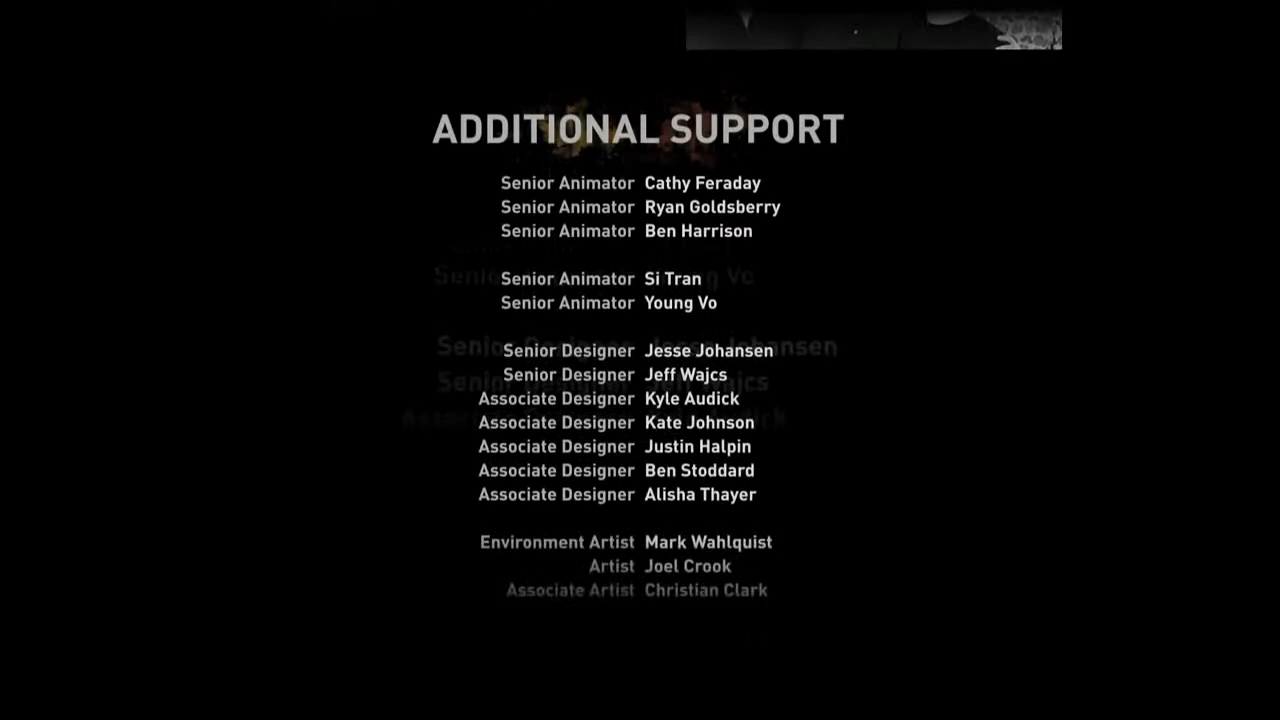 ADDITIONAL SUPPORT
Senior Animator Cathy Feraday
Senior Animator Ryan Goldsberry
Senior Animator Ben Harrison
Senior Animator Si Tran
Senior Animator Young Vo
Senior Designer Jesse Johansen
Senior Designer Jeff Wajcs
Associate Designer Kyle Audick
Associate Designer Kate Johnson
Associate Designer Justin Halpin
Associate Designer Ben Stoddard
Associate Designer Alisha Thayer
Environment Artist Mark Wahlquist
Artist Joel Crook
Associate Artist Christian Clark